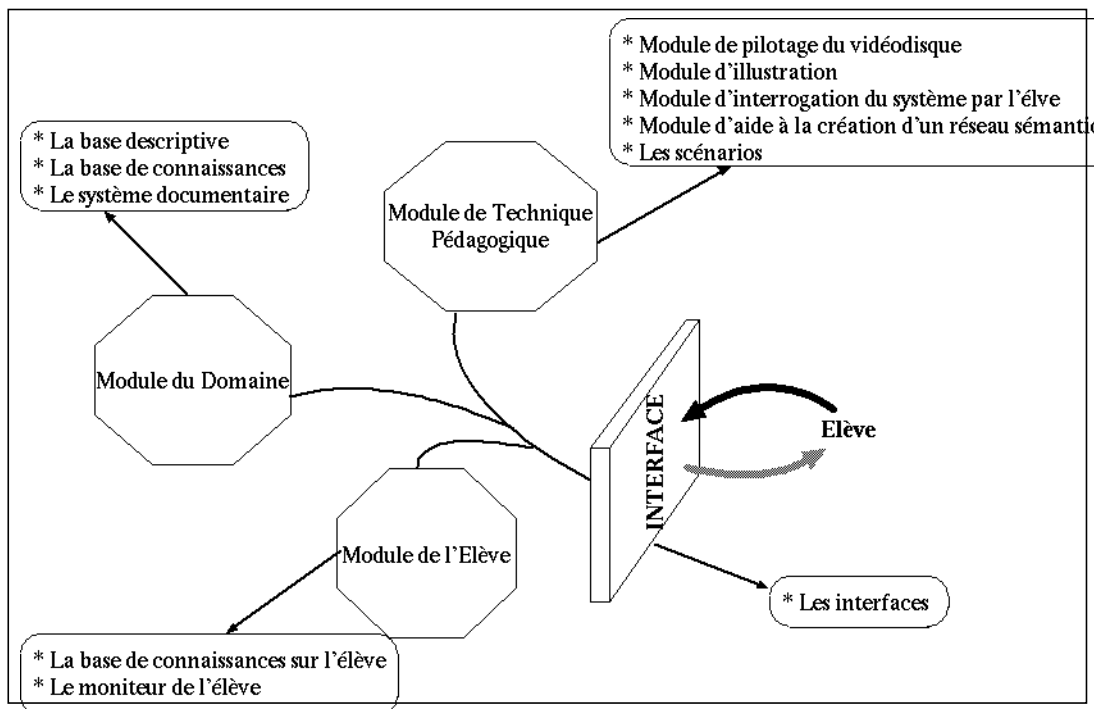 * Module de pilotage du vidéodisque
* Module d'illustration
* Module d'interrogation du système par l'élve
* Module d'aide à la création d'un réseau sémantic
* Les scénarios
* La base descriptive
* La base de connaissances
* Le système documentaire
Module de Technique
Pédagogique
Module du Domaine
INTERFACE
Elève
Module de l'Elève
* Les interfaces
* La base de connaissances sur l'élève
* Le moniteur de l'élève